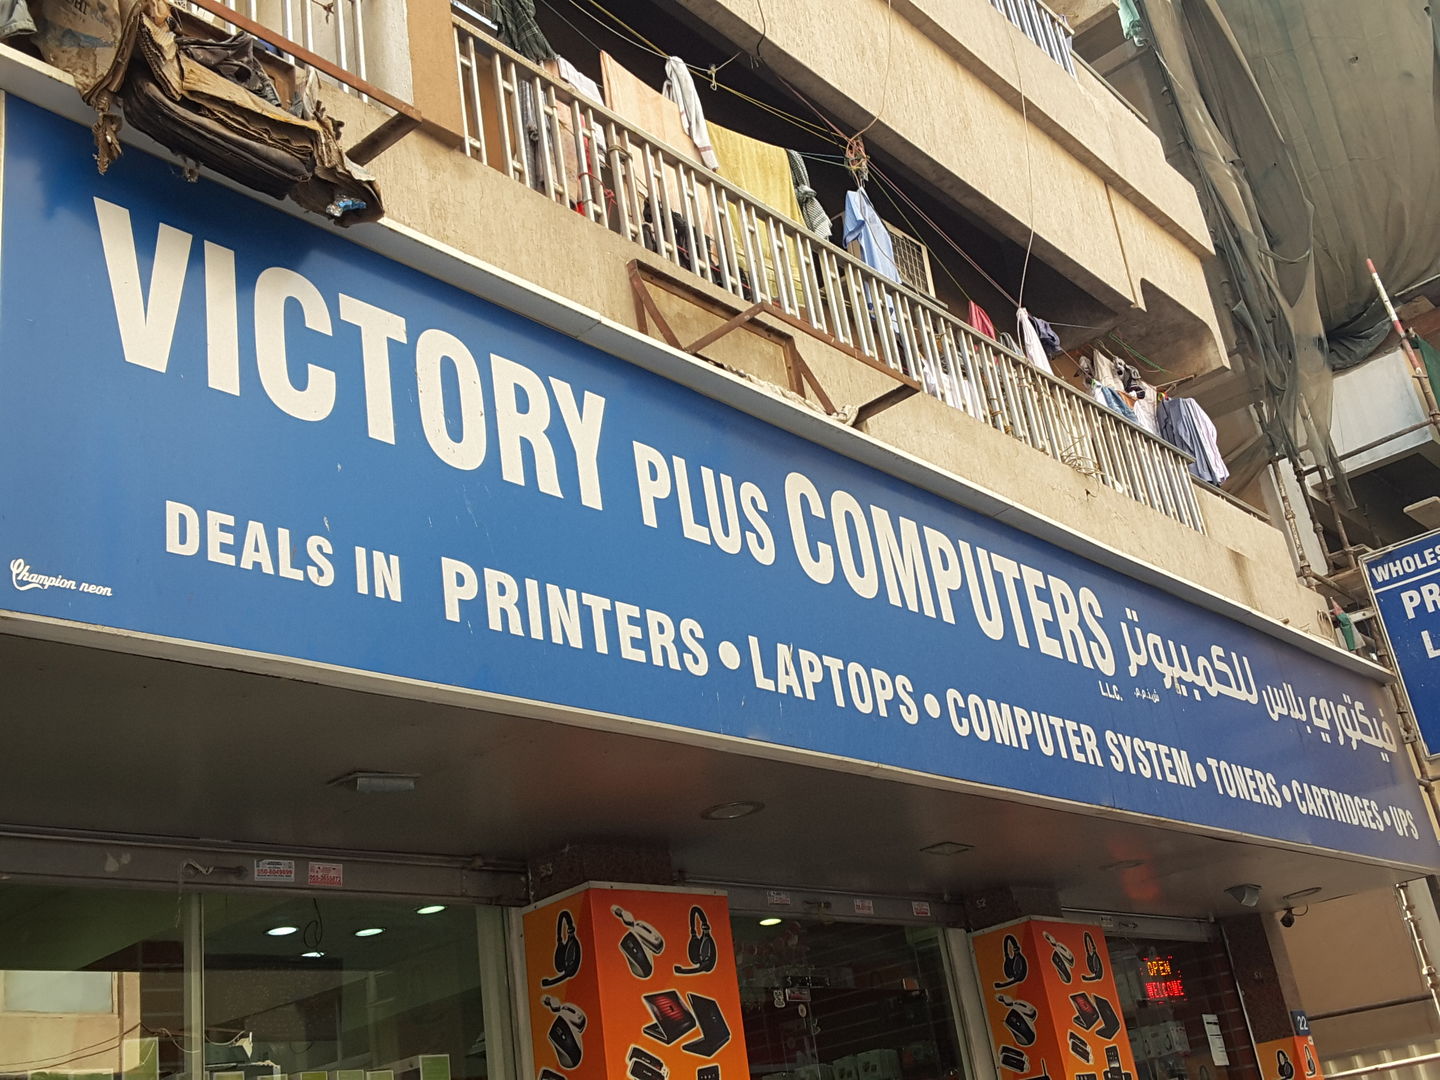 VICTORY PLUS COMPUTERS L.L.C.
فيكتوري بلاس للكمبيوتر ش.ذ.م.م
DEALS IN PRINTERS • LAPTOPS • COMPUTER SYSTEM • TONERS • CARTRIDGES • UPS
Champion neon
WHOLES
PR
L
OPEN
WELCOME
22